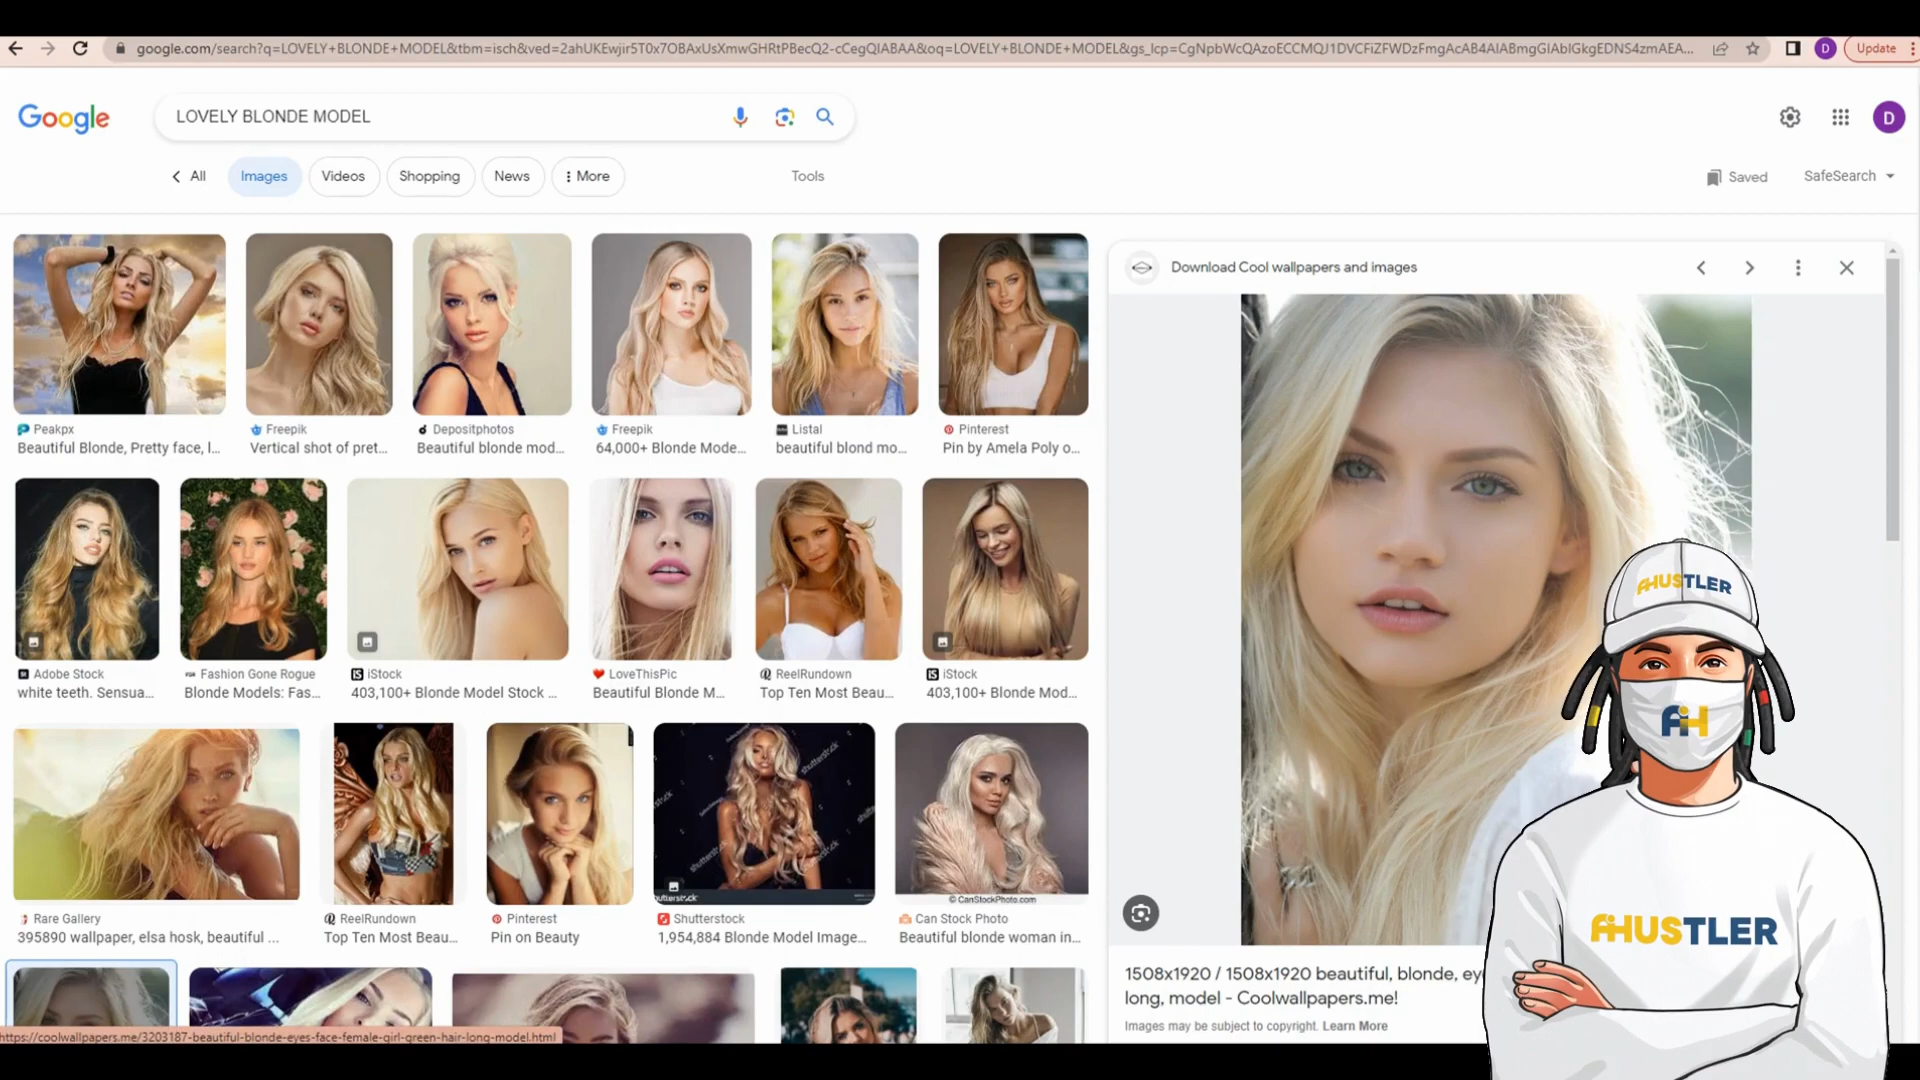 google.com/search?q=LOVELY+BLONDE+MODEL&tbm=isch&ved=2ahUKEwjir5T0x7OBAxUsXmwGHRtPBecQ2-cCegQIABAA&oq=LOVELY+BLONDE+MODEL&gs_lcp=CgNpbWcQAzoECCMQJ1DVCFiZFWDzFmgAcAB4AIABmgGIAbIGkgEDNS4zmAEA...
D
Update
Google
LOVELY BLONDE MODEL
D
All
Images
Videos
Shopping
News
More
Tools
Saved
SafeSearch
Download Cool wallpapers and images
Peakpx
Beautiful Blonde, Pretty face, l...
Freepik
Vertical shot of pret...
Depositphotos
Beautiful blonde mod...
Freepik
64,000+ Blonde Mode...
Listal
beautiful blond mo...
Pinterest
Pin by Amela Poly o...
Adobe Stock
white teeth. Sensua...
Fashion Gone Rogue
Blonde Models: Fas...
iStock
403,100+ Blonde Model Stock ...
LoveThisPic
Beautiful Blonde M...
ReelRundown
Top Ten Most Beau...
iStock
403,100+ Blonde Mod...
shutterstock
© CanStockPhoto.com
Rare Gallery
395890 wallpaper, elsa hosk, beautiful ...
ReelRundown
Top Ten Most Beau...
Pinterest
Pin on Beauty
Shutterstock
1,954,884 Blonde Model Image...
Can Stock Photo
Beautiful blonde woman in...
1508x1920 / 1508x1920 beautiful, blonde, ey
long, model - Coolwallpapers.me!
Images may be subject to copyright. Learn More
https://coolwallpapers.me/3203187-beautiful-blonde-eyes-face-female-girl-green-hair-long-model.html
AIHUSTLER
AIH
AIHUSTLER